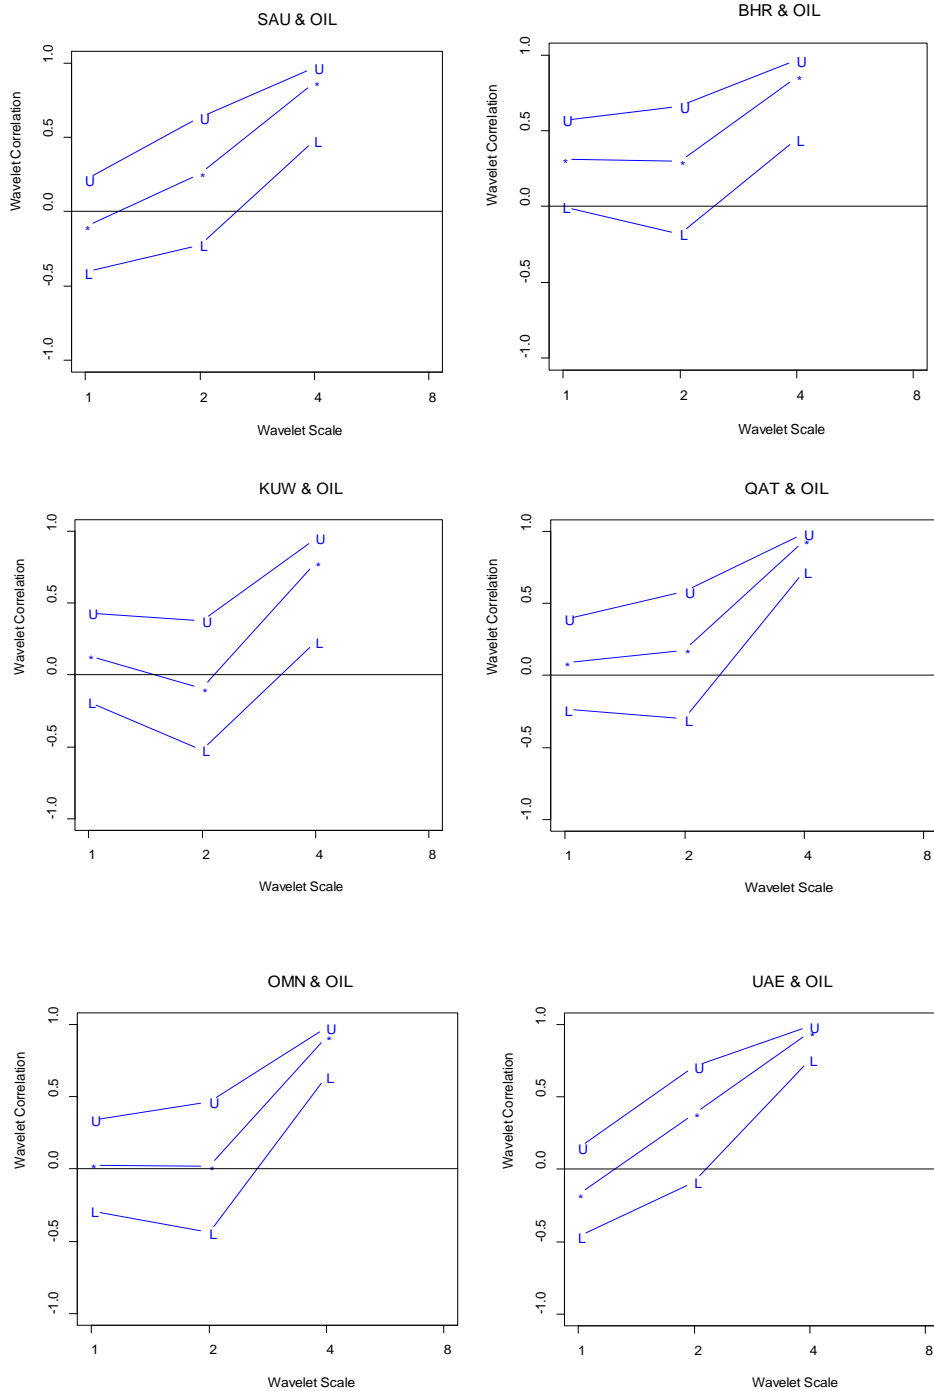 SAU & OIL
Wavelet Correlation
1.0
0.5
0.0
-0.5
-1.0
U
U
U
*
*
*
L
L
L
1
2
4
8
Wavelet Scale
BHR & OIL
Wavelet Correlation
1.0
0.5
0.0
-0.5
-1.0
U
U
U
*
*
*
L
L
L
1
2
4
8
Wavelet Scale
KUW & OIL
Wavelet Correlation
1.0
0.5
0.0
-0.5
-1.0
U
U
U
*
*
*
L
L
L
1
2
4
8
Wavelet Scale
QAT & OIL
Wavelet Correlation
1.0
0.5
0.0
-0.5
-1.0
U
U
U
*
*
*
L
L
L
1
2
4
8
Wavelet Scale
OMN & OIL
Wavelet Correlation
1.0
0.5
0.0
-0.5
-1.0
U
U
U
*
*
*
L
L
L
1
2
4
8
Wavelet Scale
UAE & OIL
Wavelet Correlation
1.0
0.5
0.0
-0.5
-1.0
U
U
U
*
*
*
L
L
L
1
2
4
8
Wavelet Scale